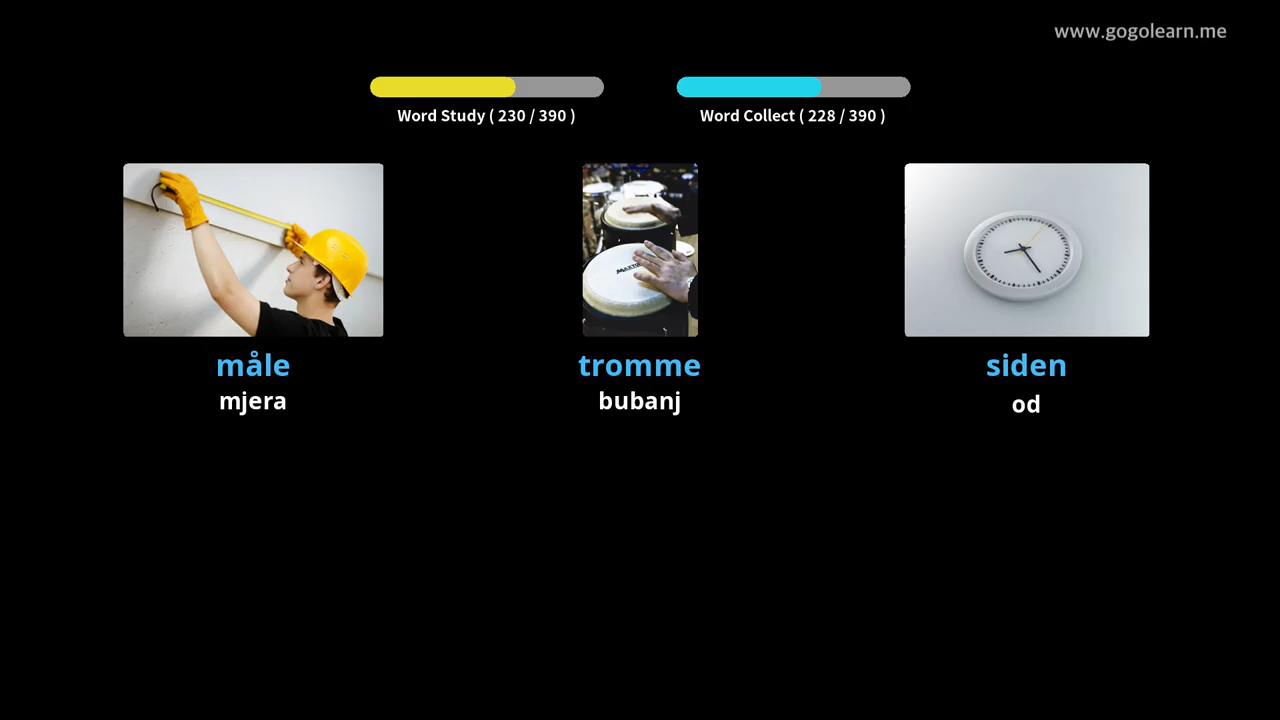 www.gogolearn.me
Word Study ( 230 / 390 )
Word Collect ( 228 / 390 )
måle
tromme
siden
mjera
bubanj
od